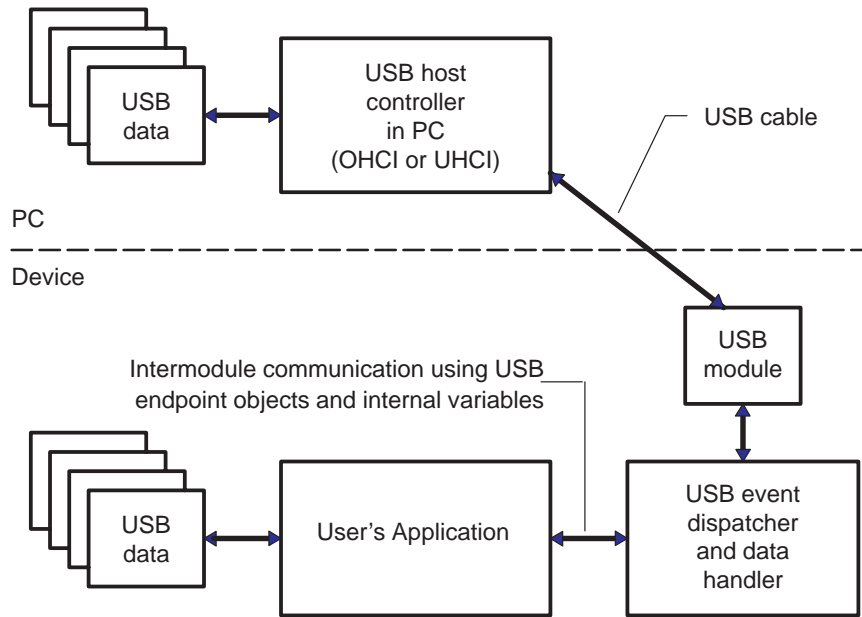 USB
data
USB host
controller
in PC
(OHCI or UHCI)
USB cable
PC
Device
USB
module
Intermodule communication using USB
endpoint objects and internal variables
USB
data
User’s Application
USB event
dispatcher
and data
handler